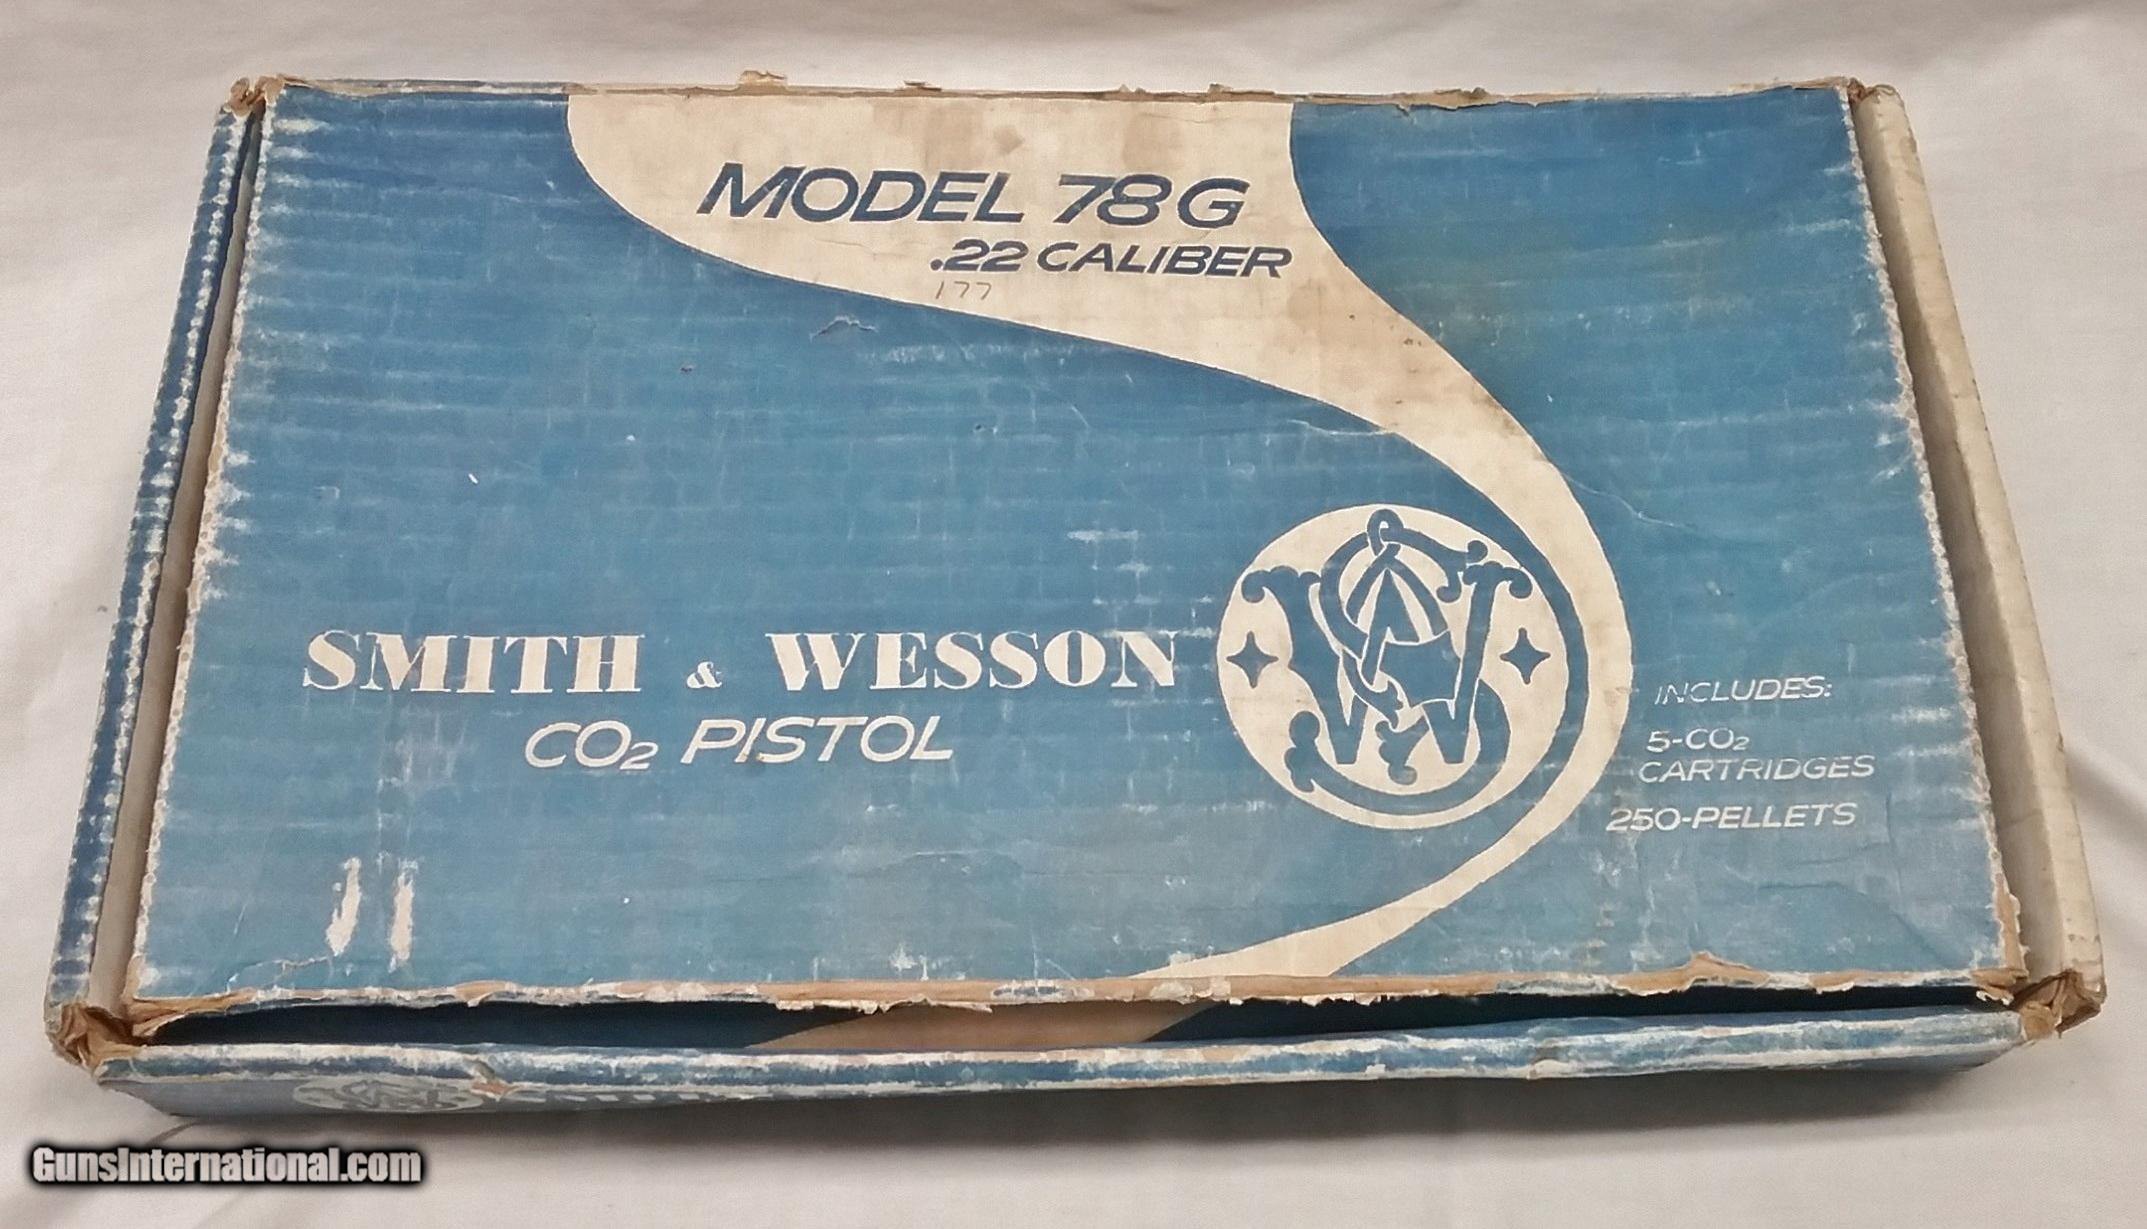 MODEL 78G
.22 CALIBER
177
SMITH & WESSON
CO₂ PISTOL
INCLUDES:
5-CO₂
CARTRIDGES
250-PELLETS
GunsInternational.com